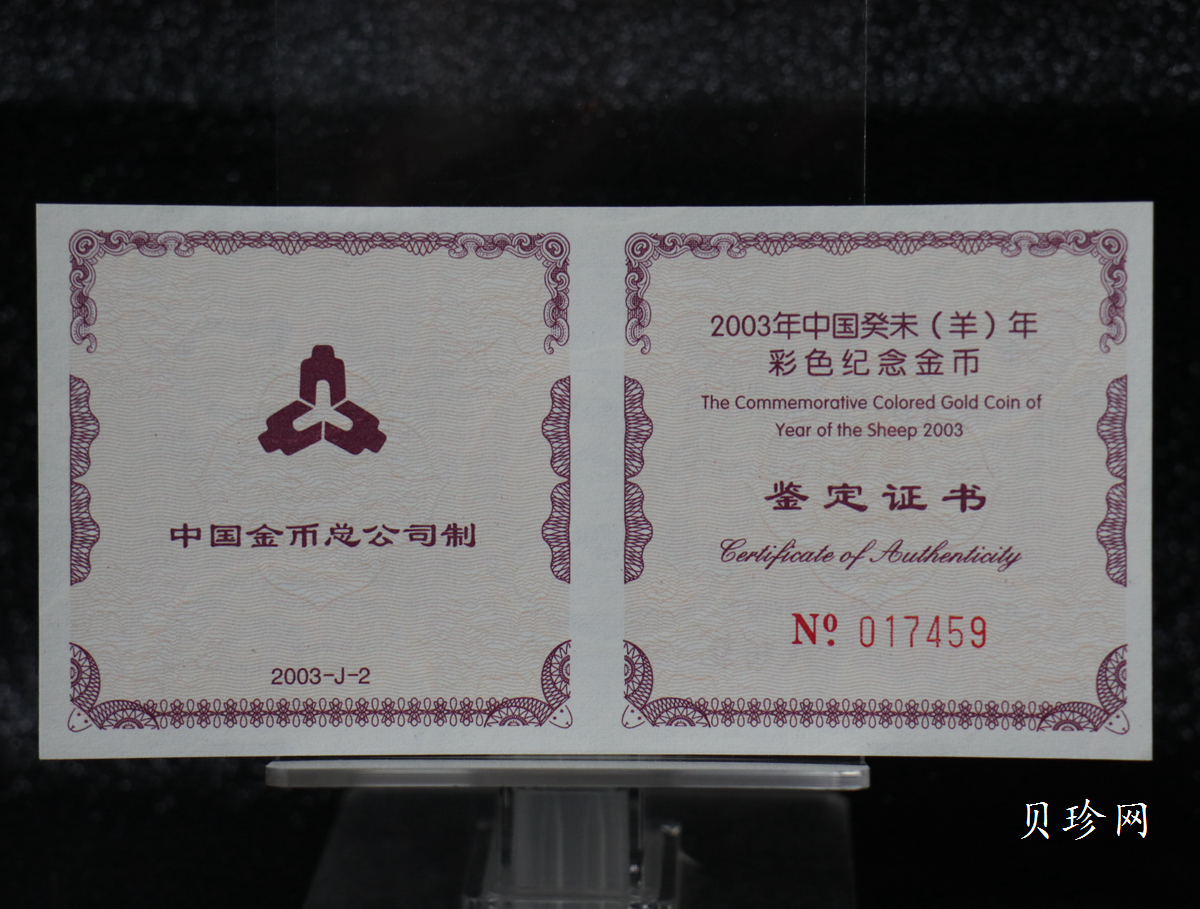 中国金币总公司制
2003-J-2
2003年中国癸未（羊）年
彩色纪念金币
The Commemorative Colored Gold Coin of
Year of the Sheep 2003
鉴定证书
Certificate of Authenticity
Nº 017459
贝珍网